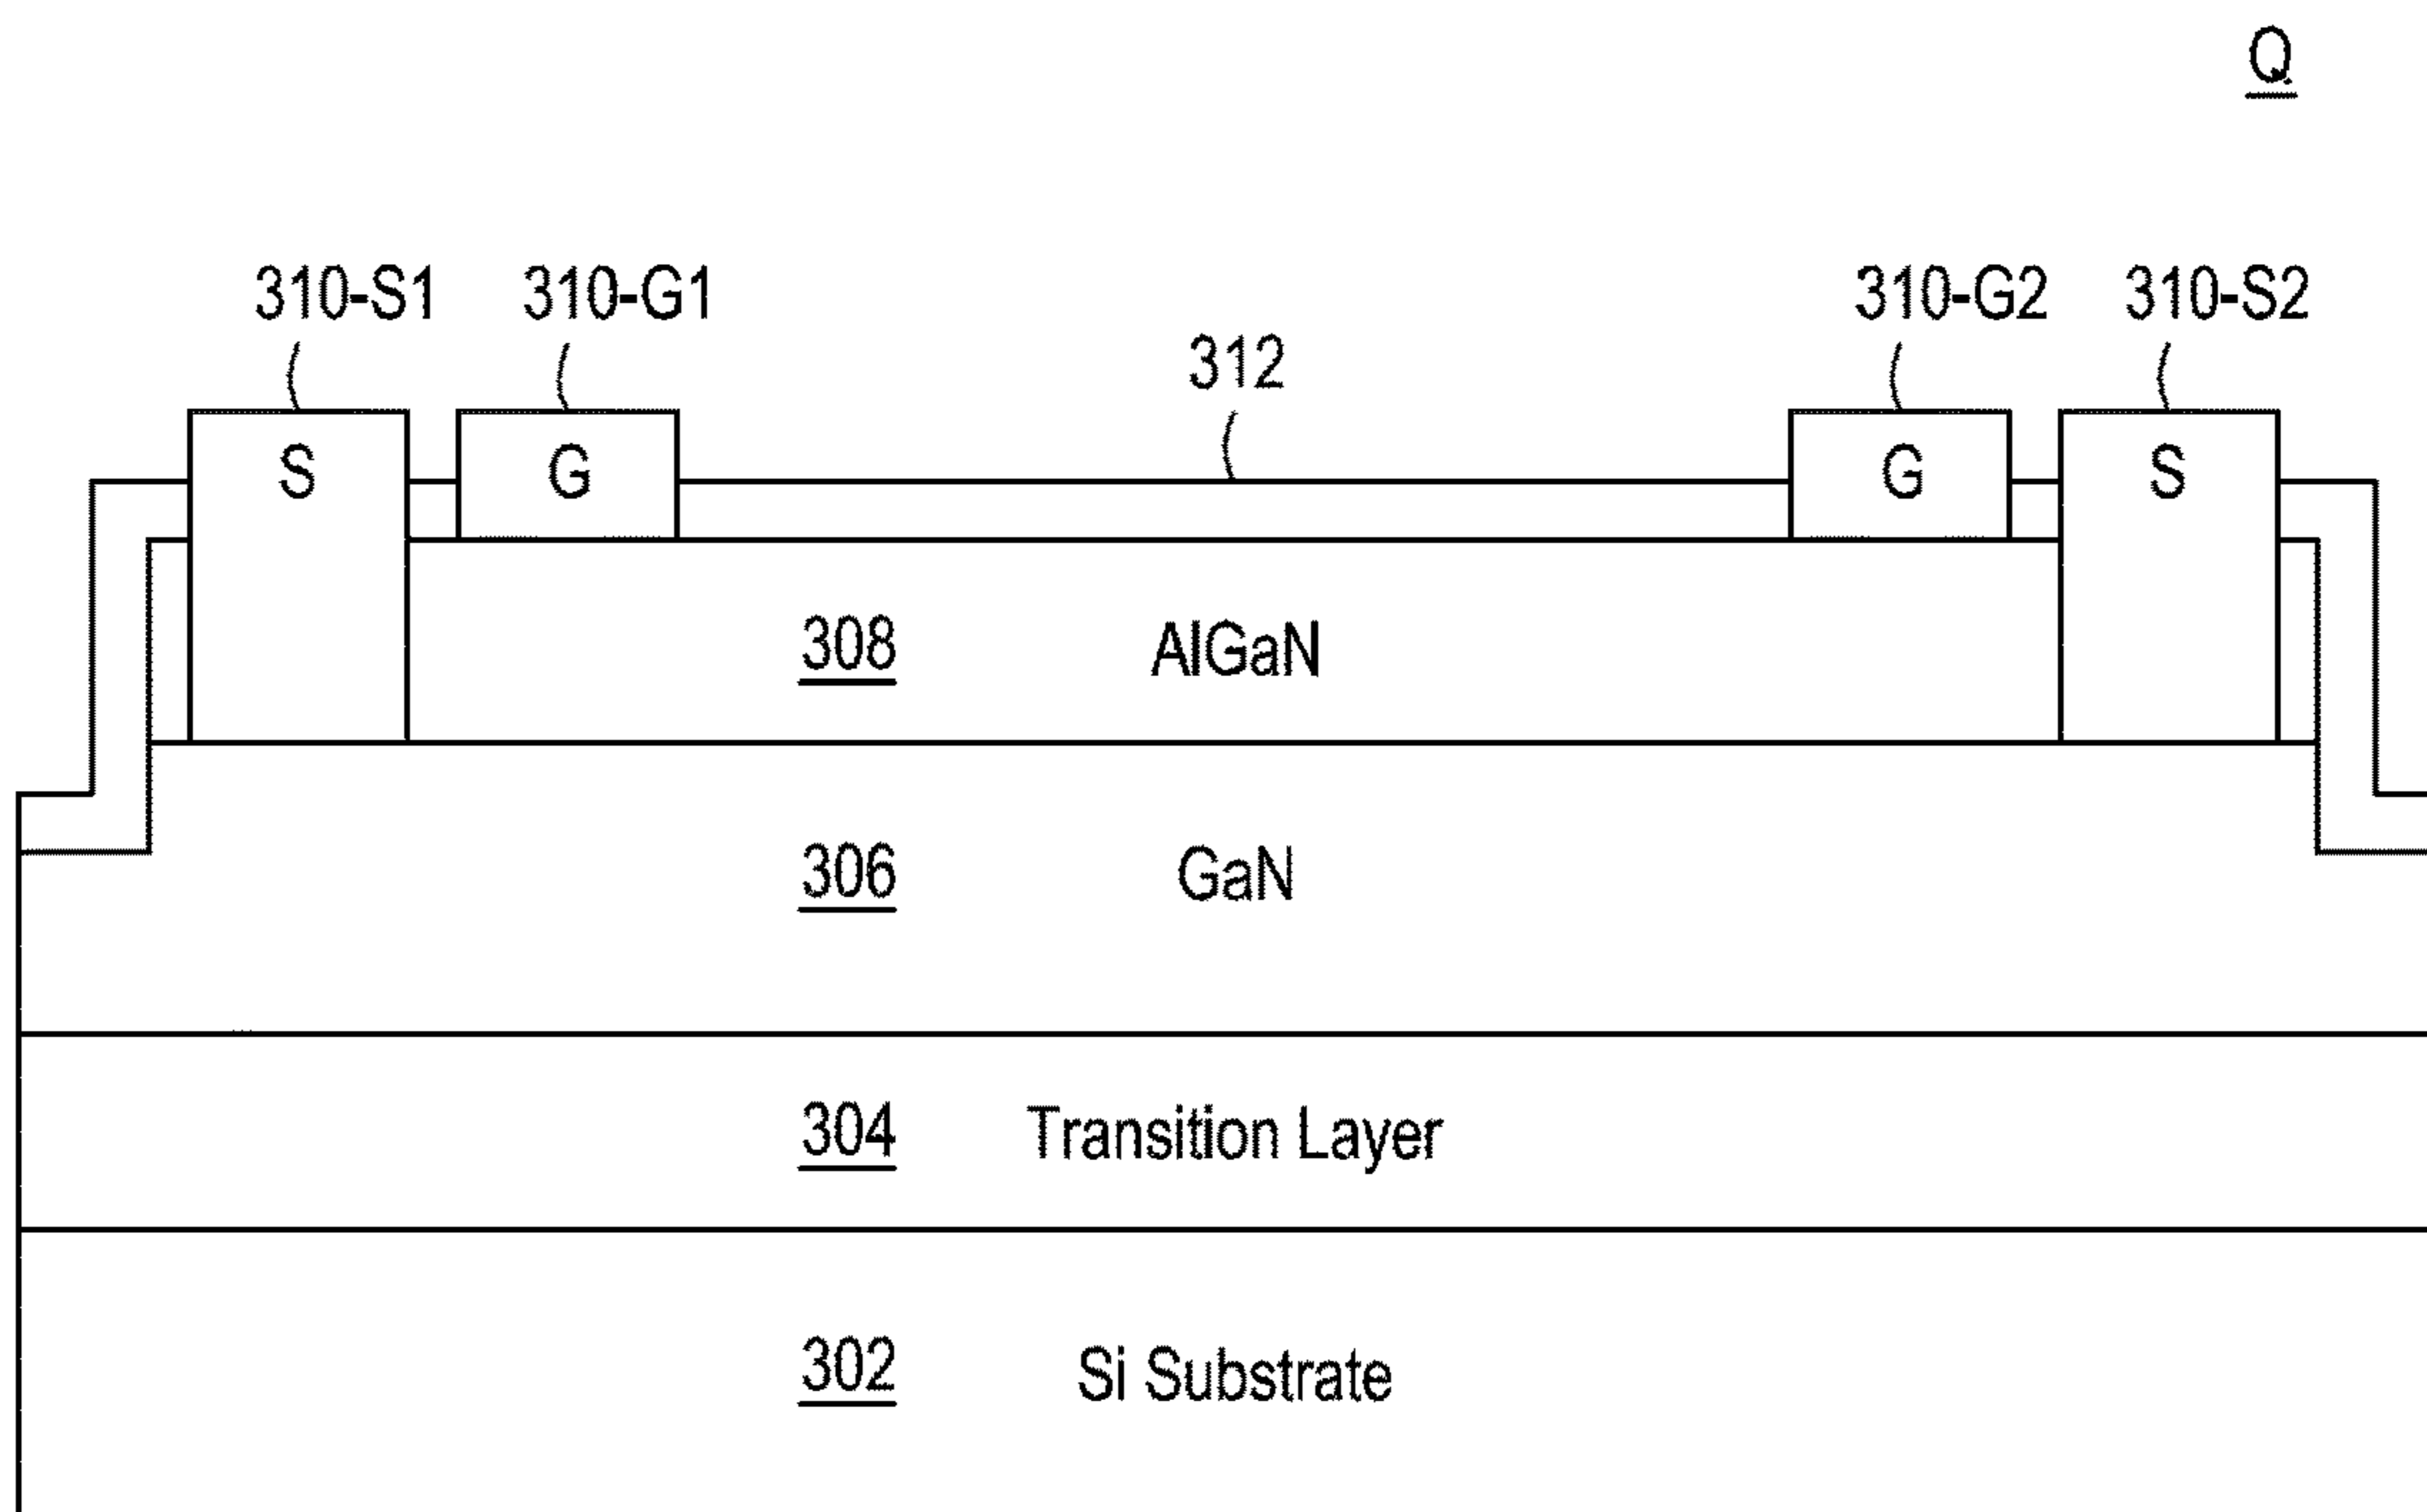 Q
310-S1 310-G1 310-G2 310-S2
312
S G G S
308 AlGaN
306 GaN
304 Transition Layer
302 Si Substrate